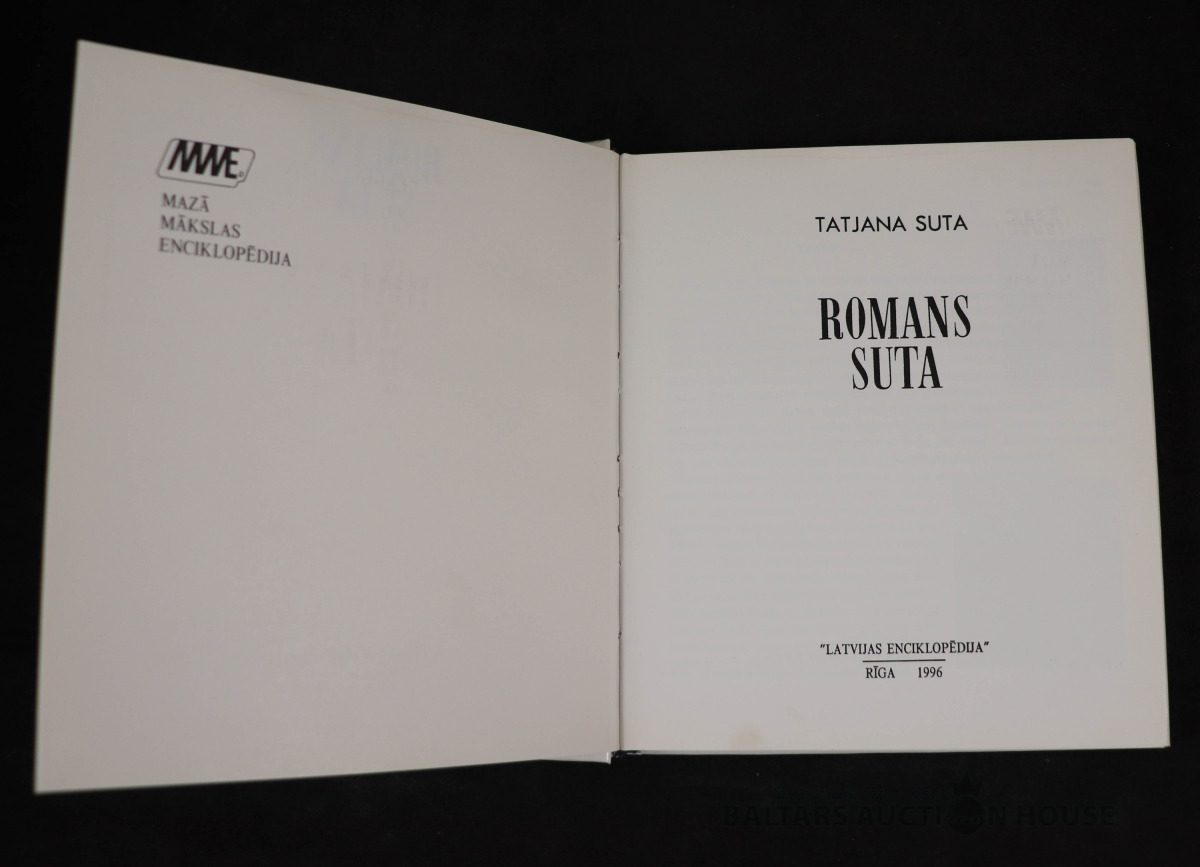 MME
MAZĀ
MĀKSLAS
ENCIKLOPĒDIJA
TATJANA SUTA
ROMANS
SUTA
"LATVIJAS ENCIKLOPĒDIJA"
RĪGA 1996
BALTARS AUCTION HOUSE